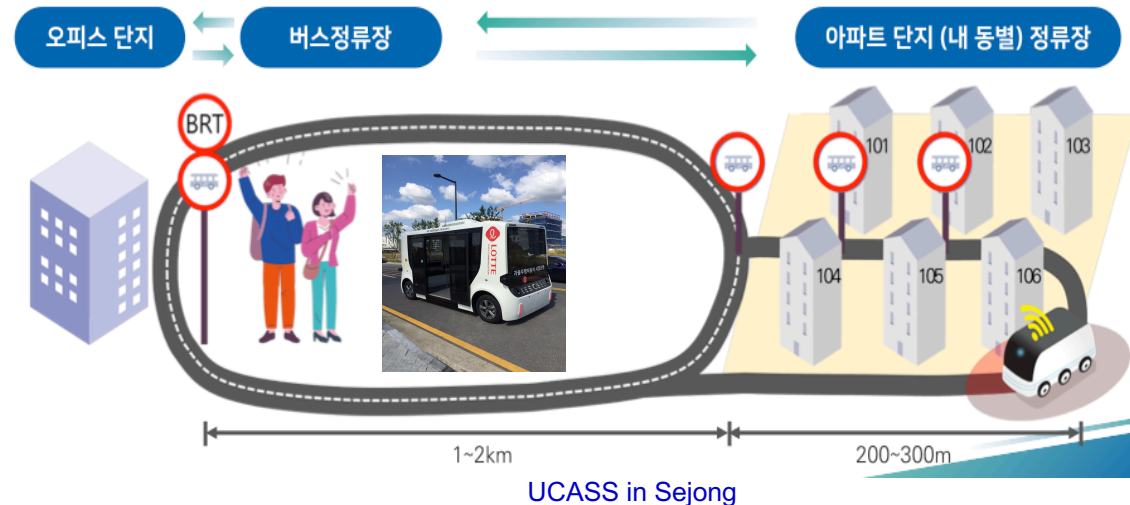 오피스 단지
버스정류장
아파트 단지 (내 동별) 정류장
BRT
101
102
103
LOTTE
104
105
106
1~2km
200~300m
UCASS in Sejong